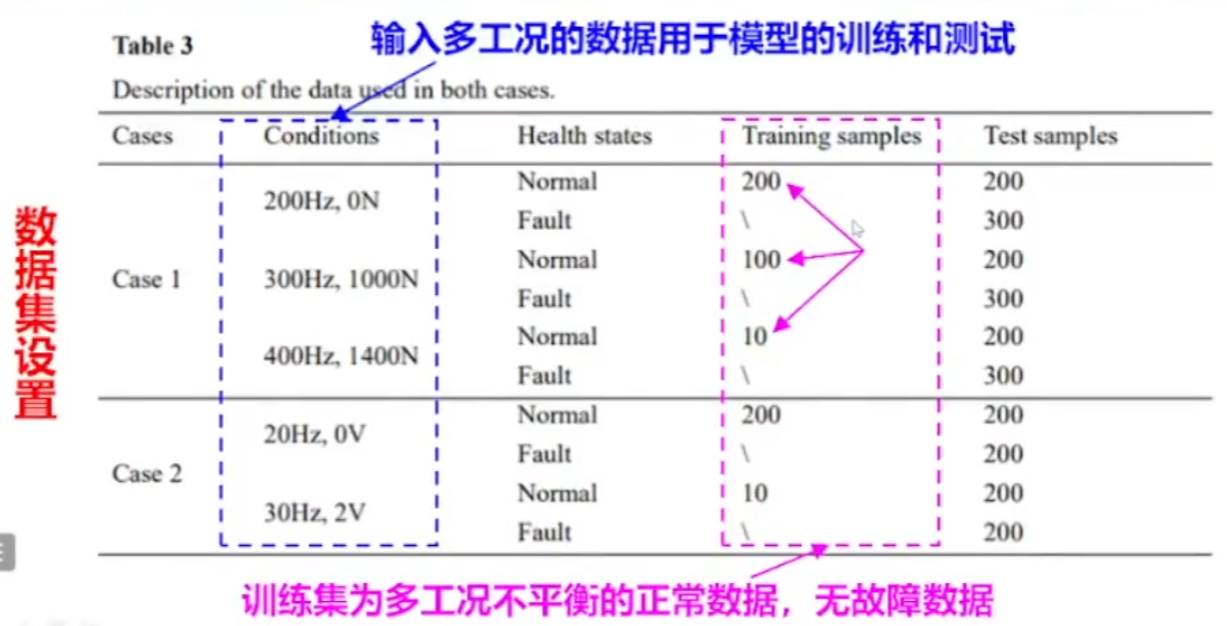 输入多工况的数据用于模型的训练和测试
Table 3
Description of the data used in both cases.
Cases Conditions Health states Training samples Test samples
数据集设置
Case 1 200Hz, 0N Normal 200 200
Fault \ 300
300Hz, 1000N Normal 100 200
Fault \ 300
400Hz, 1400N Normal 10 200
Fault \ 300
Case 2 20Hz, 0V Normal 200 200
Fault \ 200
30Hz, 2V Normal 10 200
Fault \ 200
训练集为多工况不平衡的正常数据，无故障数据